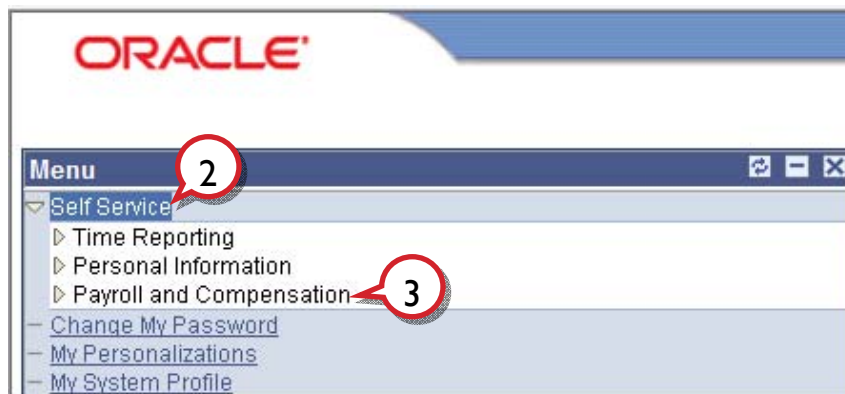 ORACLE'
Menu
2
Self Service
Time Reporting
Personal Information
Payroll and Compensation
3
Change My Password
My Personalizations
My System Profile